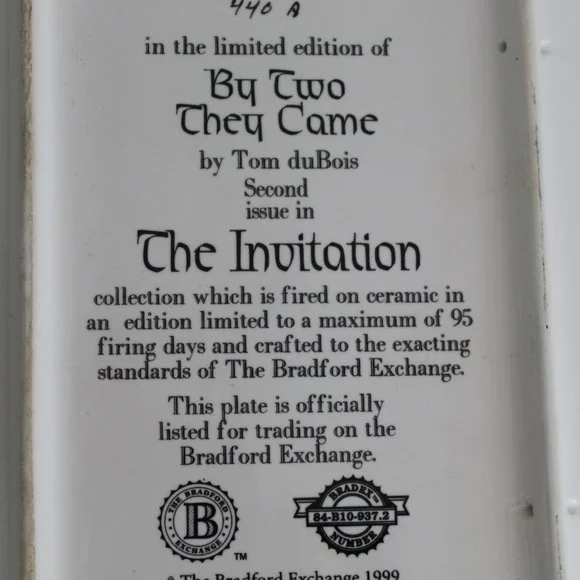 440 A
in the limited edition of
By Two
They Came
by Tom duBois
Second
issue in
The Invitation
collection which is fired on ceramic in
an edition limited to a maximum of 95
firing days and crafted to the exacting
standards of The Bradford Exchange.
This plate is officially
listed for trading on the
Bradford Exchange.
THE BRADFORD
B
EXCHANGE
TM
BRADEX™
84-B10-937.2
NUMBER
The Bradford Exchange 1999